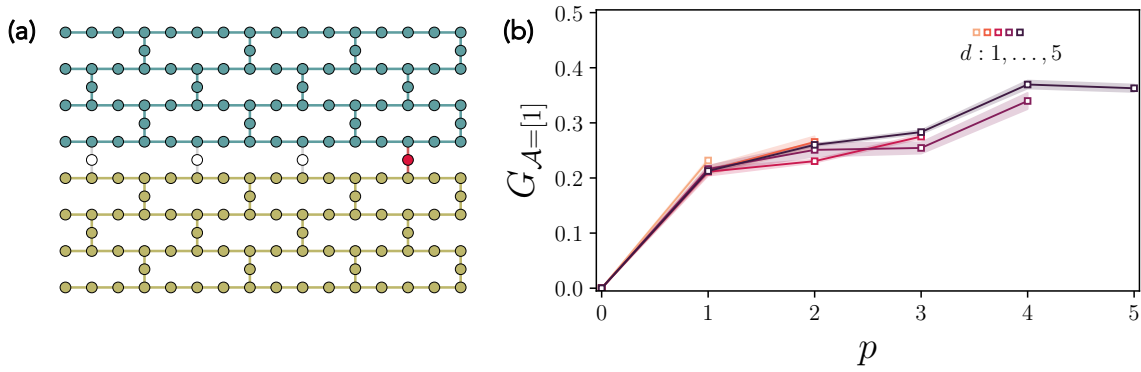 (a)
(b)
0.5
0.4
0.3
0.2
0.1
0.0
G_{\mathcal{A}=[1]}
d : 1, . . . , 5
0 1 2 3 4 5
p